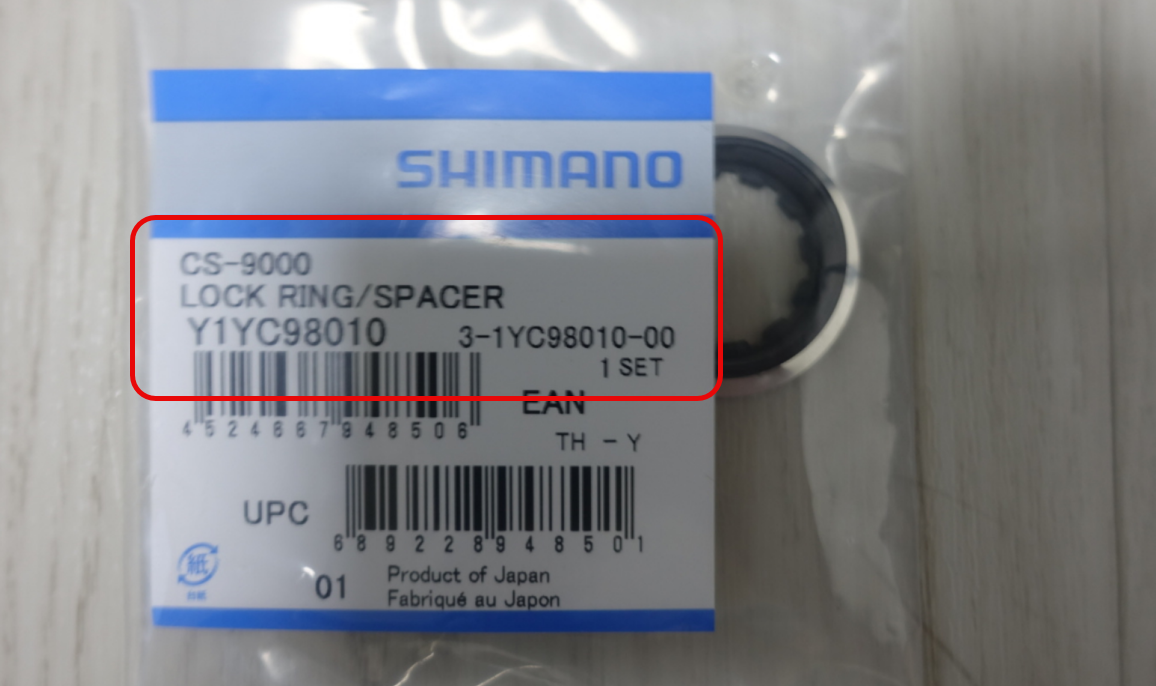 SHIMANO
CS-9000
LOCK RING/SPACER
Y1YC98010 3-1YC98010-00
1 SET
EAN
4524667948506
TH - Y
UPC
689228948501
紙
01
Product of Japan
Fabriqué au Japon